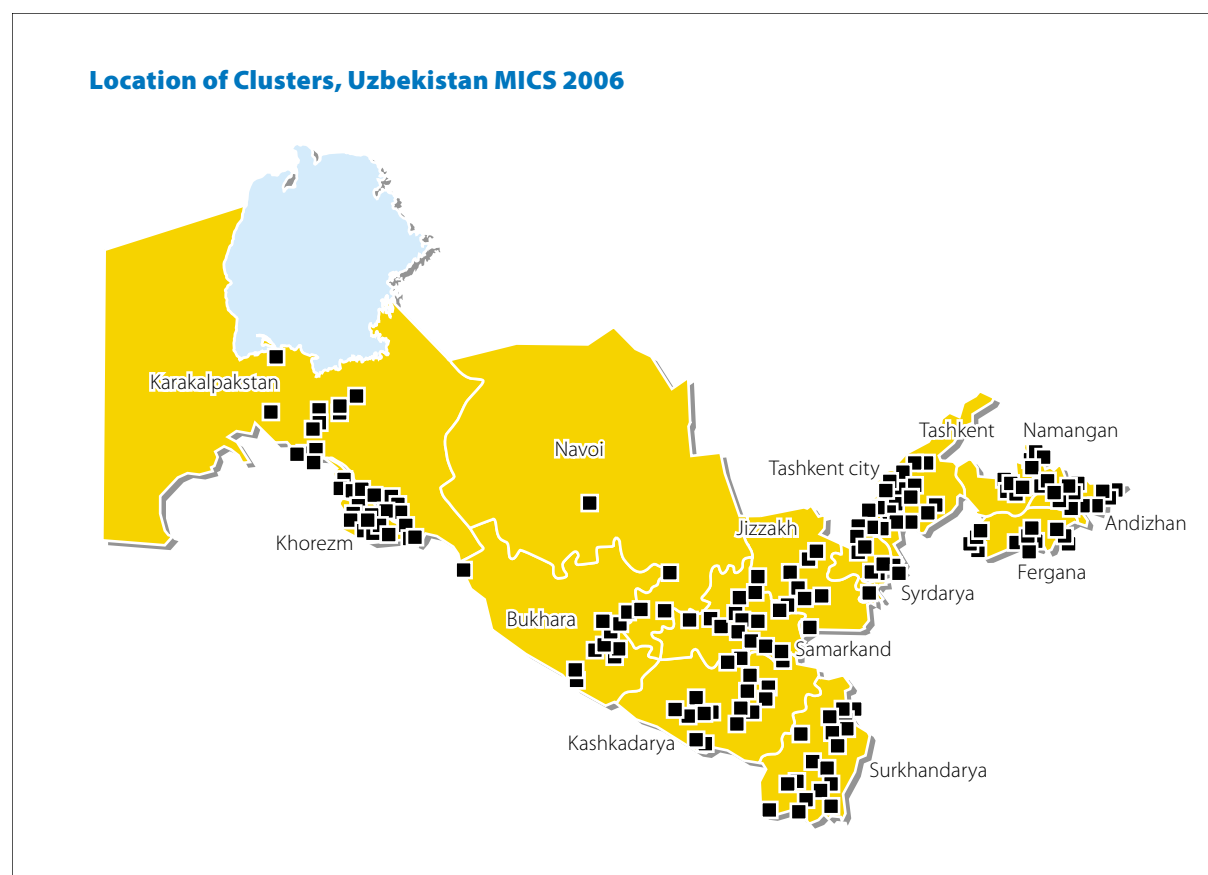 Location of Clusters, Uzbekistan MICS 2006
Karakalpakstan
Navoi
Tashkent
Namangan
Tashkent city
Jizzakh
Andizhan
Khorezm
Fergana
Syrdarya
Bukhara
Samarkand
Kashkadarya
Surkhandarya